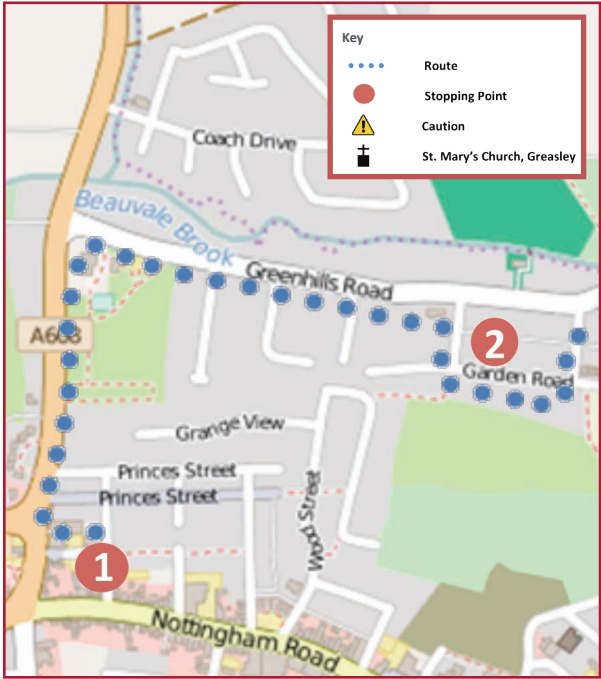 Key
Route
Stopping Point
Caution
St. Mary's Church, Greasley
Coach Drive
Beauvale Brook
Greenhills Road
A608
2
Garden Road
Grange View
Princes Street
Princes Street
Wood Street
1
Nottingham Road